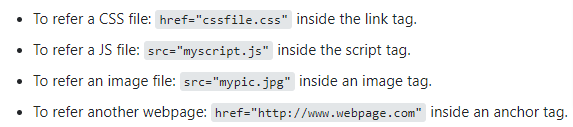 • To refer a CSS file: href="cssfile.css" inside the link tag.
• To refer a JS file: src="myscript.js" inside the script tag.
• To refer an image file: src="mypic.jpg" inside an image tag.
• To refer another webpage: href="http://www.webpage.com" inside an anchor tag.